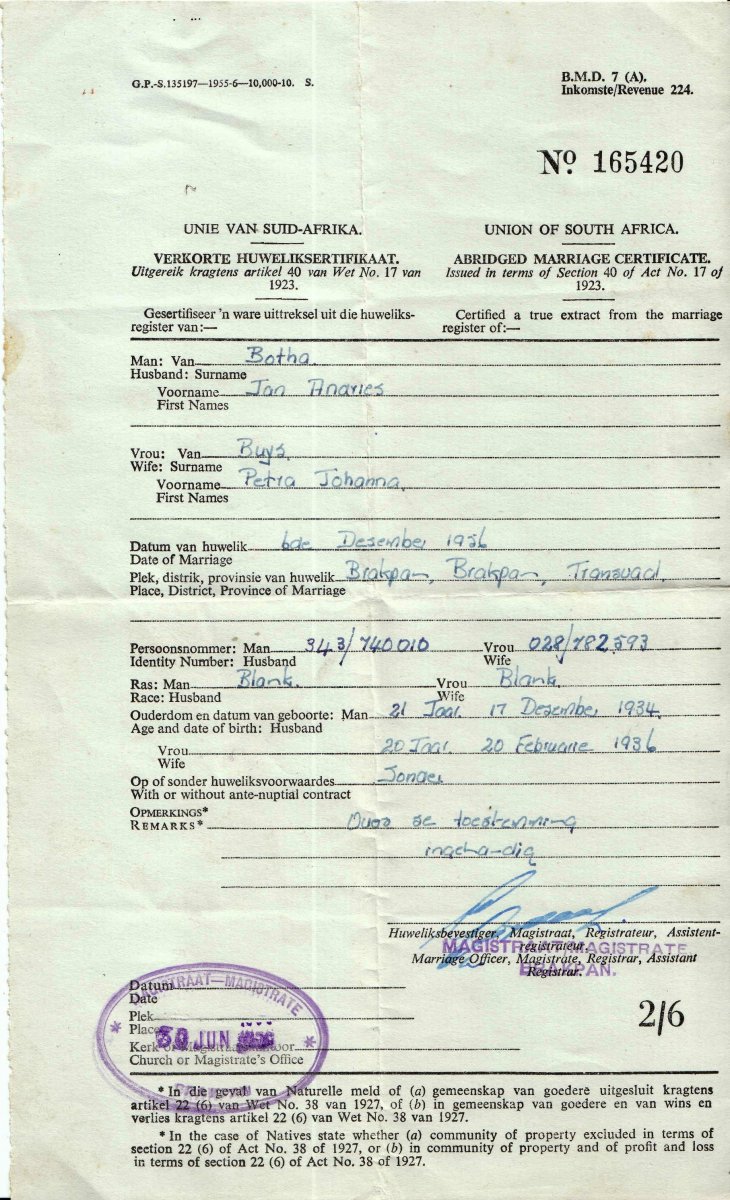 G.P.-S.135197—1955-6—10,000-10. S.
B.M.D. 7 (A).
Inkomste/Revenue 224.
No 165420
UNIE VAN SUID-AFRIKA.
VERKORTE HUWELIKSERTIFIKAAT.
Uitgereik kragtens artikel 40 van Wet No. 17 van
1923.
Gesertifiseer 'n ware uittreksel uit die huweliks-
register van:—
UNION OF SOUTH AFRICA.
ABRIDGED MARRIAGE CERTIFICATE.
Issued in terms of Section 40 of Act No. 17 of
1923.
Certified a true extract from the marriage
register of:—
Man: Van Botha
Husband: Surname
Voorname Jan Andries
First Names
Vrou: Van Buys
Wife: Surname
Voorname Petra Johanna
First Names
Datum van huwelik 6de Desember 1956
Date of Marriage
Plek, distrik, provinsie van huwelik Brakpan, Brakpan, Transvaal.
Place, District, Province of Marriage
Persoonsnommer: Man 343/740010 Vrou 028/782593
Identity Number: Husband Wife
Ras: Man Blank. Vrou Blank.
Race: Husband Wife
Ouderdom en datum van geboorte: Man 21 Jaar 17 Desember 1934.
Age and date of birth: Husband
Vrou 20 Jaar. 20 Februarie 1936
Wife
Op of sonder huweliksvoorwaardes Sonder
With or without ante-nuptial contract
OPMERKINGS*
REMARKS* Ouers se toestemming
ingehandig
Huweliksbevestiger, Magistraat, Registrateur, Assistent-
registrateur.
Marriage Officer, Magistrate, Registrar, Assistant
Registrar.
MAGISTRAAT-MAGISTRATE
BRAKPAN.
Datum
Date
Plek
Place
Kerk of
Church or Magistrate's Office
MAGISTRAAT—MAGISTRATE
30 JUN 1956
2/6
* In die geval van Naturelle meld of (a) gemeenskap van goedere uitgesluit kragtens
artikel 22 (6) van Wet No. 38 van 1927, of (b) in gemeenskap van goedere en van wins en
verlies kragtens artikel 22 (6) van Wet No. 38 van 1927.
* In the case of Natives state whether (a) community of property excluded in terms of
section 22 (6) of Act No. 38 of 1927, or (b) in community of property and of profit and loss
in terms of section 22 (6) of Act No. 38 of 1927.